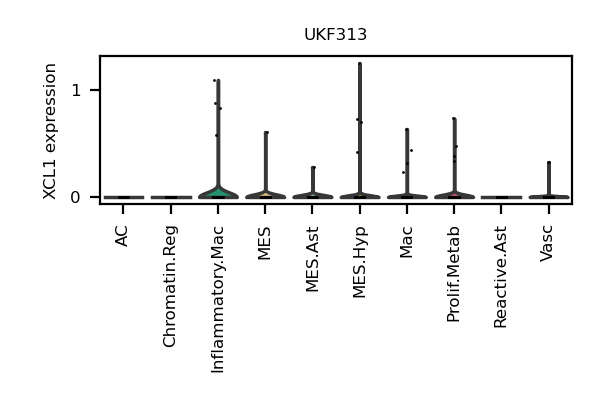 UKF313
XCL1 expression
1
0
AC
Chromatin.Reg
Inflammatory.Mac
MES
MES.Ast
MES.Hyp
Mac
Prolif.Metab
Reactive.Ast
Vasc